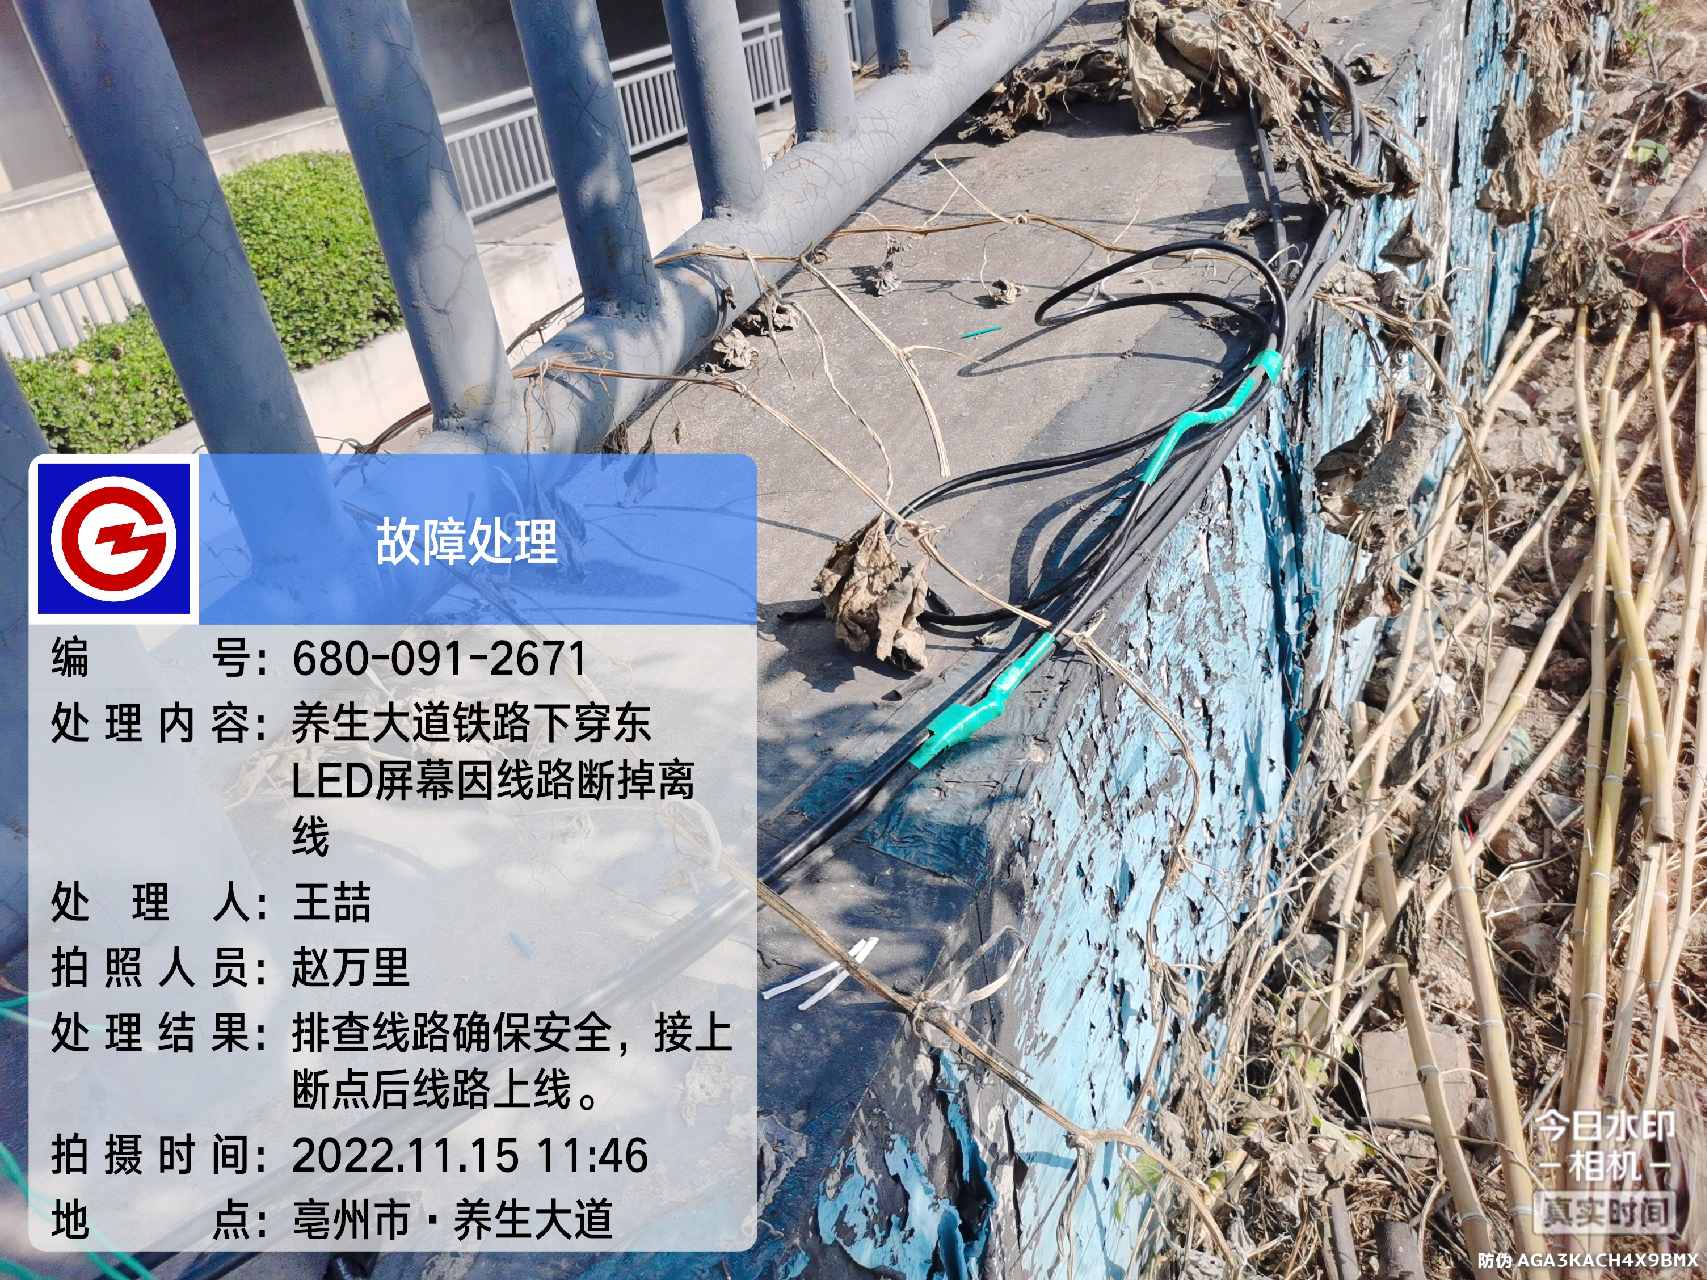 故障处理
编号：680-091-2671
处理内容：养生大道铁路下穿东
LED屏幕因线路断掉离
线
处理人：王喆
拍照人员：赵万里
处理结果：排查线路确保安全，接上
断点后线路上线。
拍摄时间：2022.11.15 11:46
地点：亳州市·养生大道
今日水印
相机
真实时间
防伪 AGA3KACH4X9BMX